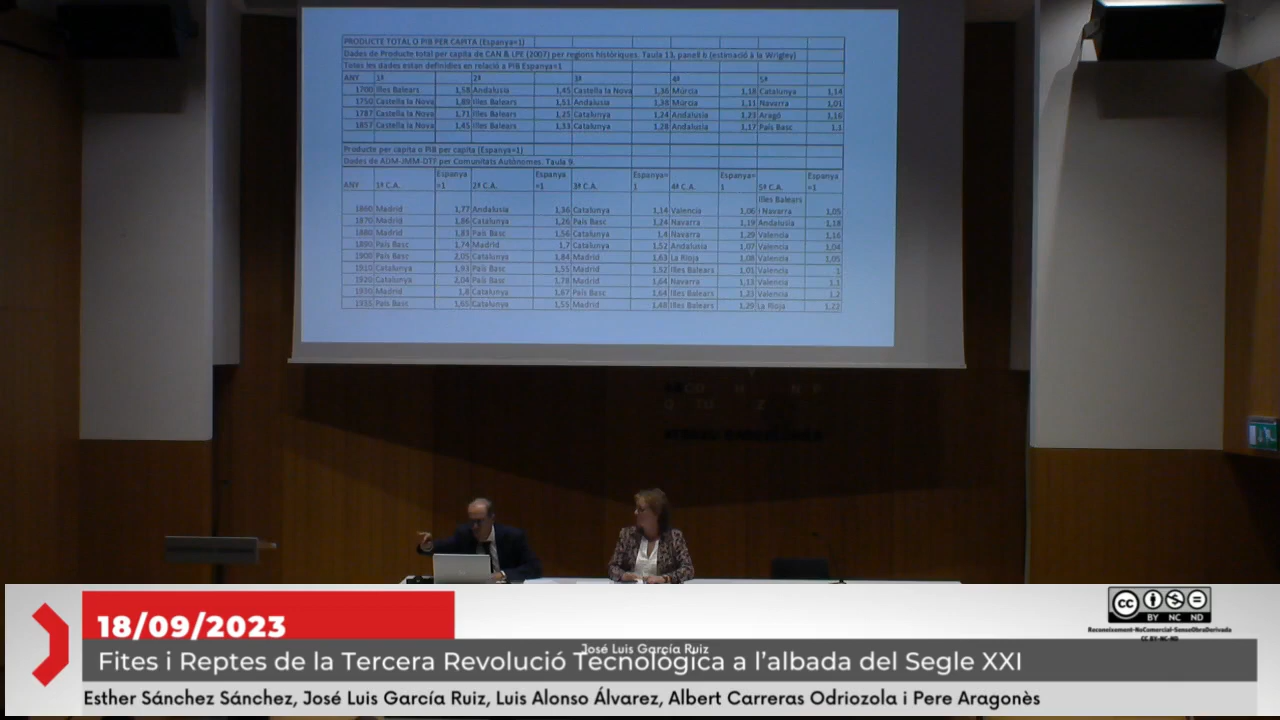 PRODUCTE TOTAL O PIB PER CAPITA (Espanya=1)
Dades de Producte total per capita de CAN & LPE (2007) per regions històriques. Taula 13, panell b (estimació à la Wrigley)
Totes les dades estan definidies en relació a PIB Espanya=1
ANY 1ª 2ª 3ª 4ª 5ª
1700 Illes Balears 1,58 Andalusia 1,45 Castella la Nova 1,36 Múrcia 1,18 Catalunya 1,14
1750 Castella la Nova 1,89 Illes Balears 1,51 Andalusia 1,38 Múrcia 1,11 Navarra 1,01
1787 Castella la Nova 1,71 Illes Balears 1,25 Catalunya 1,24 Andalusia 1,23 Aragó 1,16
1857 Castella la Nova 1,45 Illes Balears 1,33 Catalunya 1,28 Andalusia 1,17 País Basc 1,1
Producte per capita o PIB per capita (Espanya=1)
Dades de ADM-JMM-DT7 per Comunitats Autònomes. Taula 9.
ANY 1ª C.A. Espanya =1 2ª C.A. Espanya =1 3ª C.A. Espanya= 1 4ª C.A. Espanya= 1 5ª C.A. Espanya =1
1860 Madrid 1,77 Andalusia 1,36 Catalunya 1,14 Valencia 1,06 Illes Balears i Navarra 1,05
1870 Madrid 1,86 Catalunya 1,26 País Basc 1,24 Navarra 1,19 Andalusia 1,18
1880 Madrid 1,83 País Basc 1,56 Catalunya 1,4 Navarra 1,29 Valencia 1,16
1890 País Basc 1,74 Madrid 1,7 Catalunya 1,52 Andalusia 1,07 Valencia 1,04
1900 País Basc 2,05 Catalunya 1,84 Madrid 1,63 La Rioja 1,08 Valencia 1,05
1910 Catalunya 1,93 País Basc 1,55 Madrid 1,52 Illes Balears 1,01 Valencia 1
1920 Catalunya 2,04 País Basc 1,78 Madrid 1,64 Navarra 1,13 Valencia 1,1
1930 Madrid 1,8 Catalunya 1,67 País Basc 1,64 Illes Balears 1,23 Valencia 1,2
1935 País Basc 1,65 Catalunya 1,55 Madrid 1,48 Illes Balears 1,29 La Rioja 1,22
18/09/2023
cc BY NC ND
Reconeixement-NoComercial-SenseObraDerivada
CC BY-NC-ND
José Luis García Ruiz
Fites i Reptes de la Tercera Revolució Tecnològica a l'albada del Segle XXI
Esther Sánchez Sánchez, José Luis García Ruiz, Luis Alonso Álvarez, Albert Carreras Odriozola i Pere Aragonès